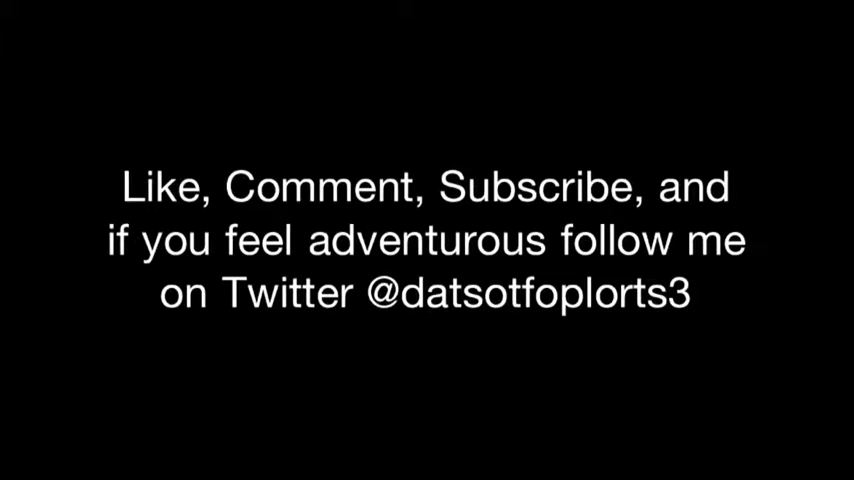 Like, Comment, Subscribe, and
if you feel adventurous follow me
on Twitter @datsotfoplorts3